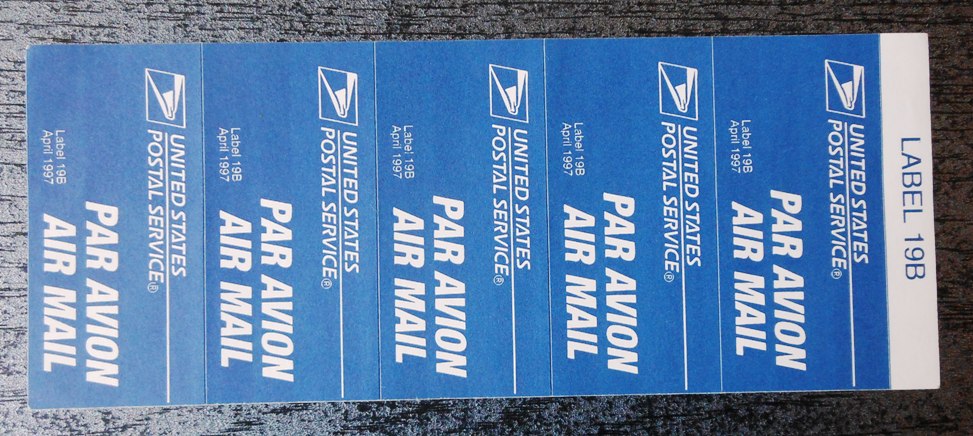 LABEL 19B
UNITED STATES
POSTAL SERVICE®
PAR AVION
AIR MAIL
Label 19B
April 1997
UNITED STATES
POSTAL SERVICE®
PAR AVION
AIR MAIL
Label 19B
April 1997
UNITED STATES
POSTAL SERVICE®
PAR AVION
AIR MAIL
Label 19B
April 1997
UNITED STATES
POSTAL SERVICE®
PAR AVION
AIR MAIL
Label 19B
April 1997
UNITED STATES
POSTAL SERVICE®
PAR AVION
AIR MAIL
Label 19B
April 1997